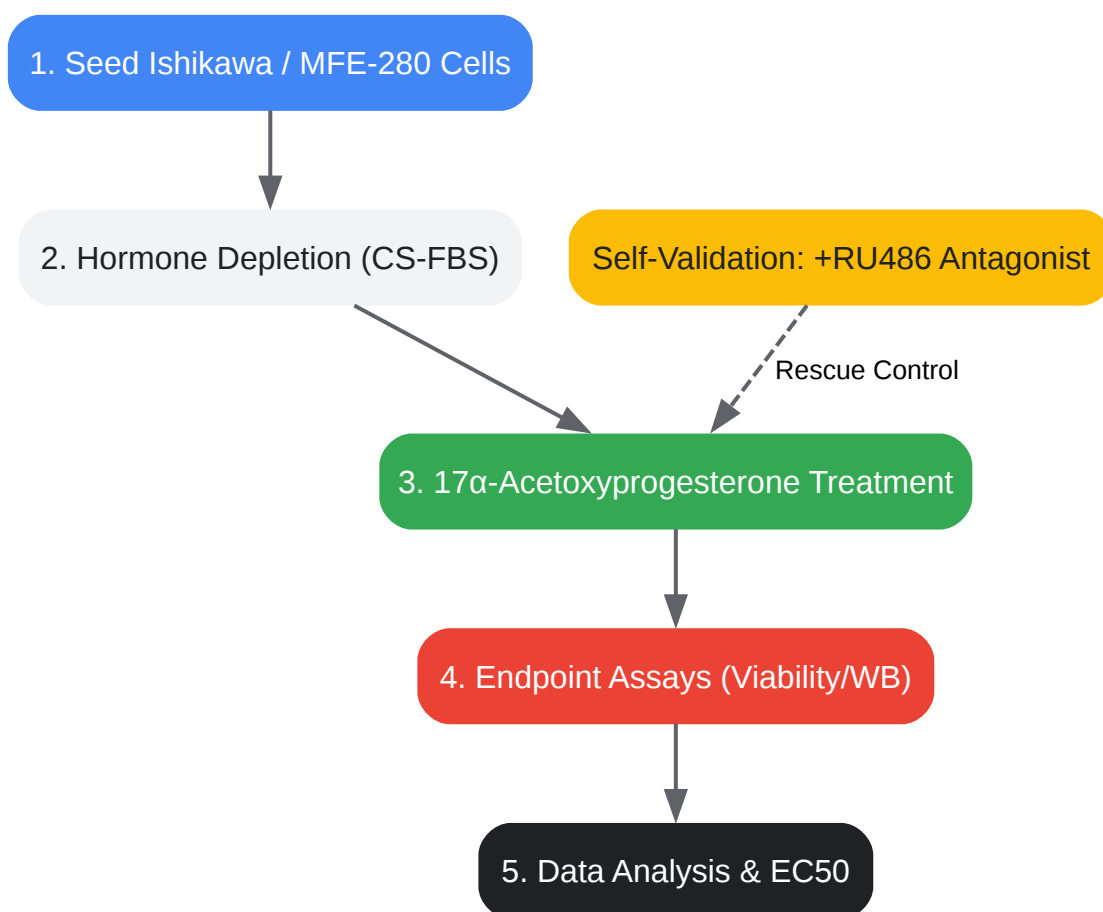 1. Seed Ishikawa / MFE-280 Cells
2. Hormone Depletion (CS-FBS)
Self-Validation: +RU486 Antagonist
Rescue Control
3. 17α-Acetoxyprogesterone Treatment
4. Endpoint Assays (Viability/WB)
5. Data Analysis & EC50